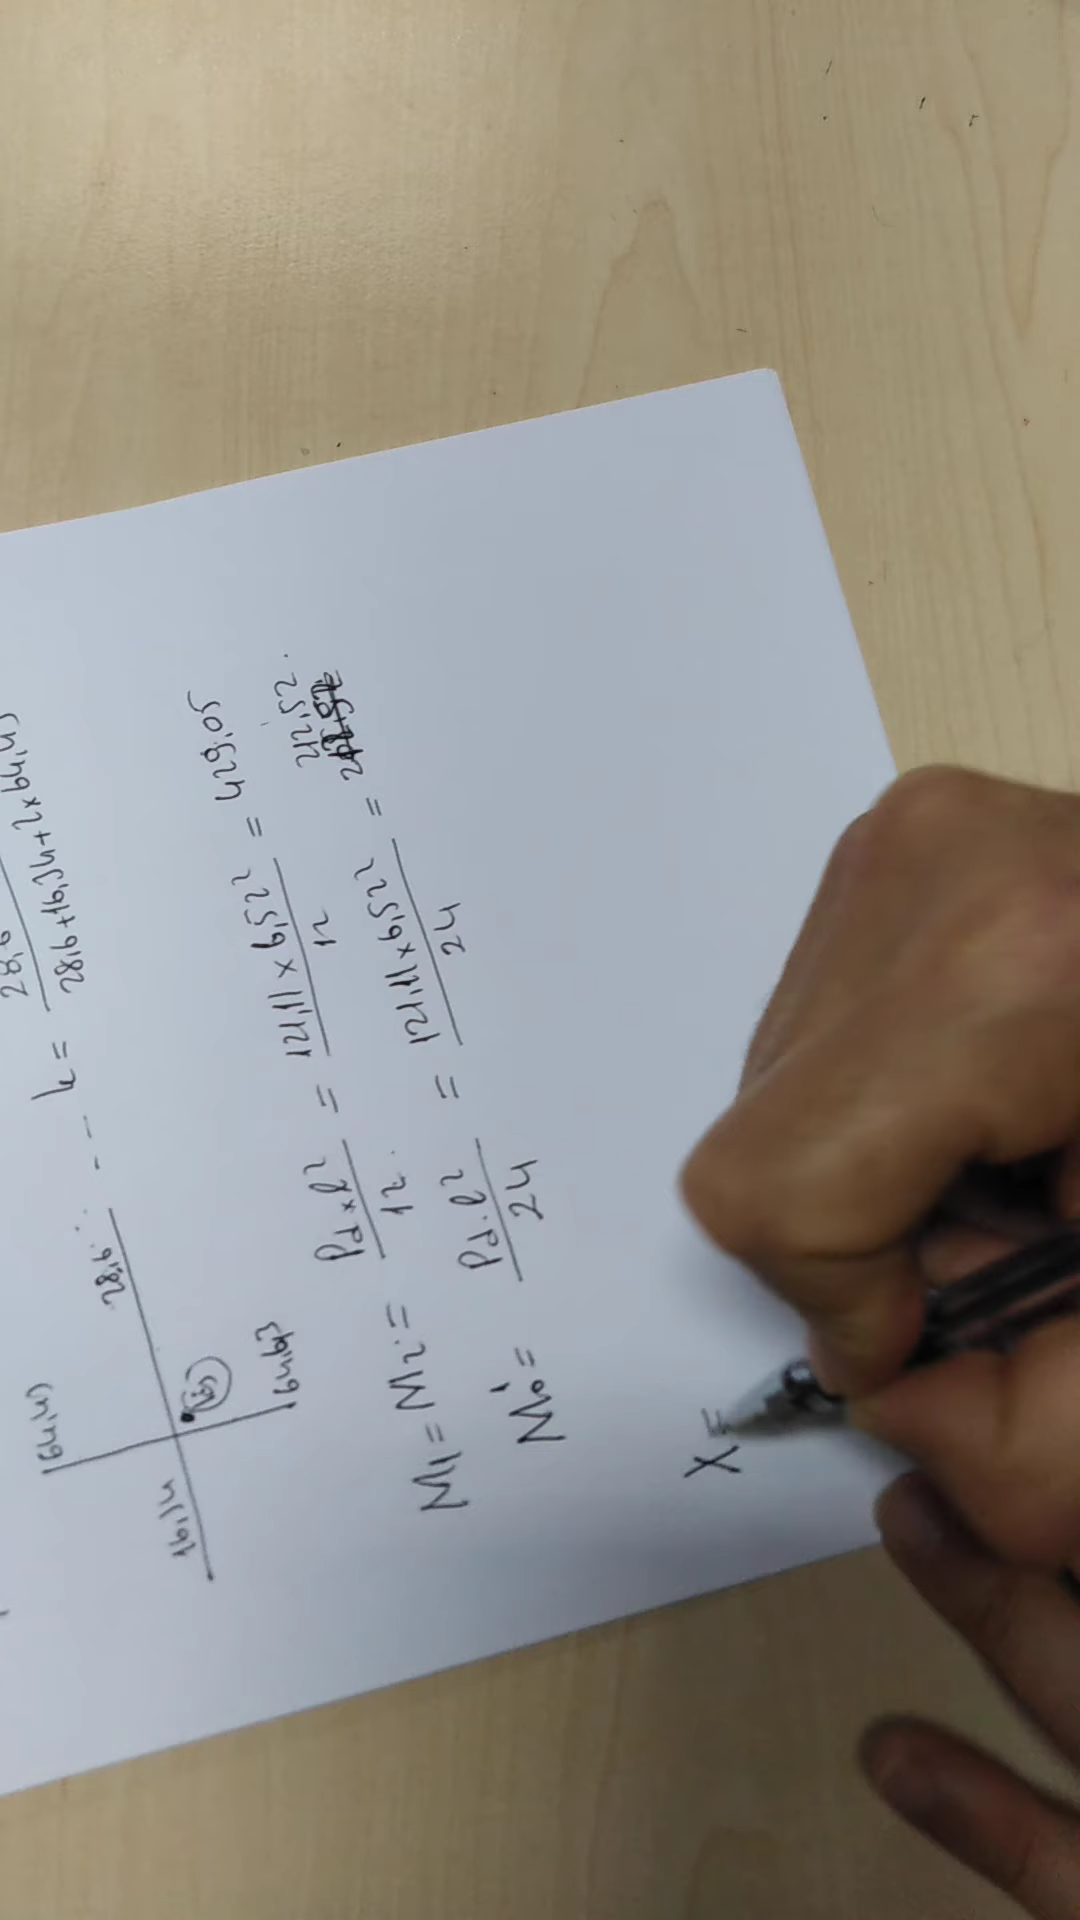 28,6
k = 28,6+16,34+2×64,43
28,6
64,43
16,34
64,43
M1 = M2 = Pd×l2 / 12 = 121,11 × 6,522 / 12 = 429,05
42,52
M0' = Pd.l2 / 24 = 121,11×6,522 / 24 =
X =